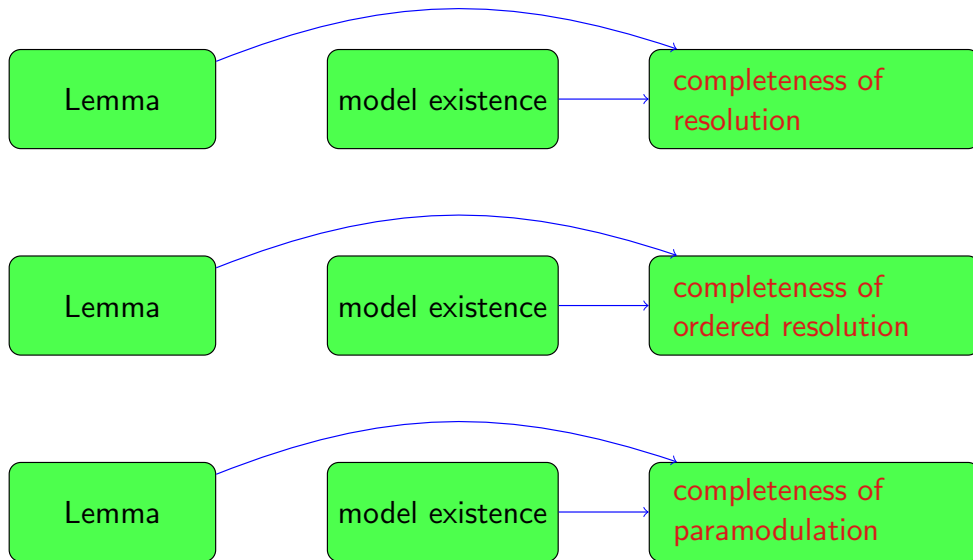 Lemma
model existence
completeness of
resolution
Lemma
model existence
completeness of
ordered resolution
Lemma
model existence
completeness of
paramodulation